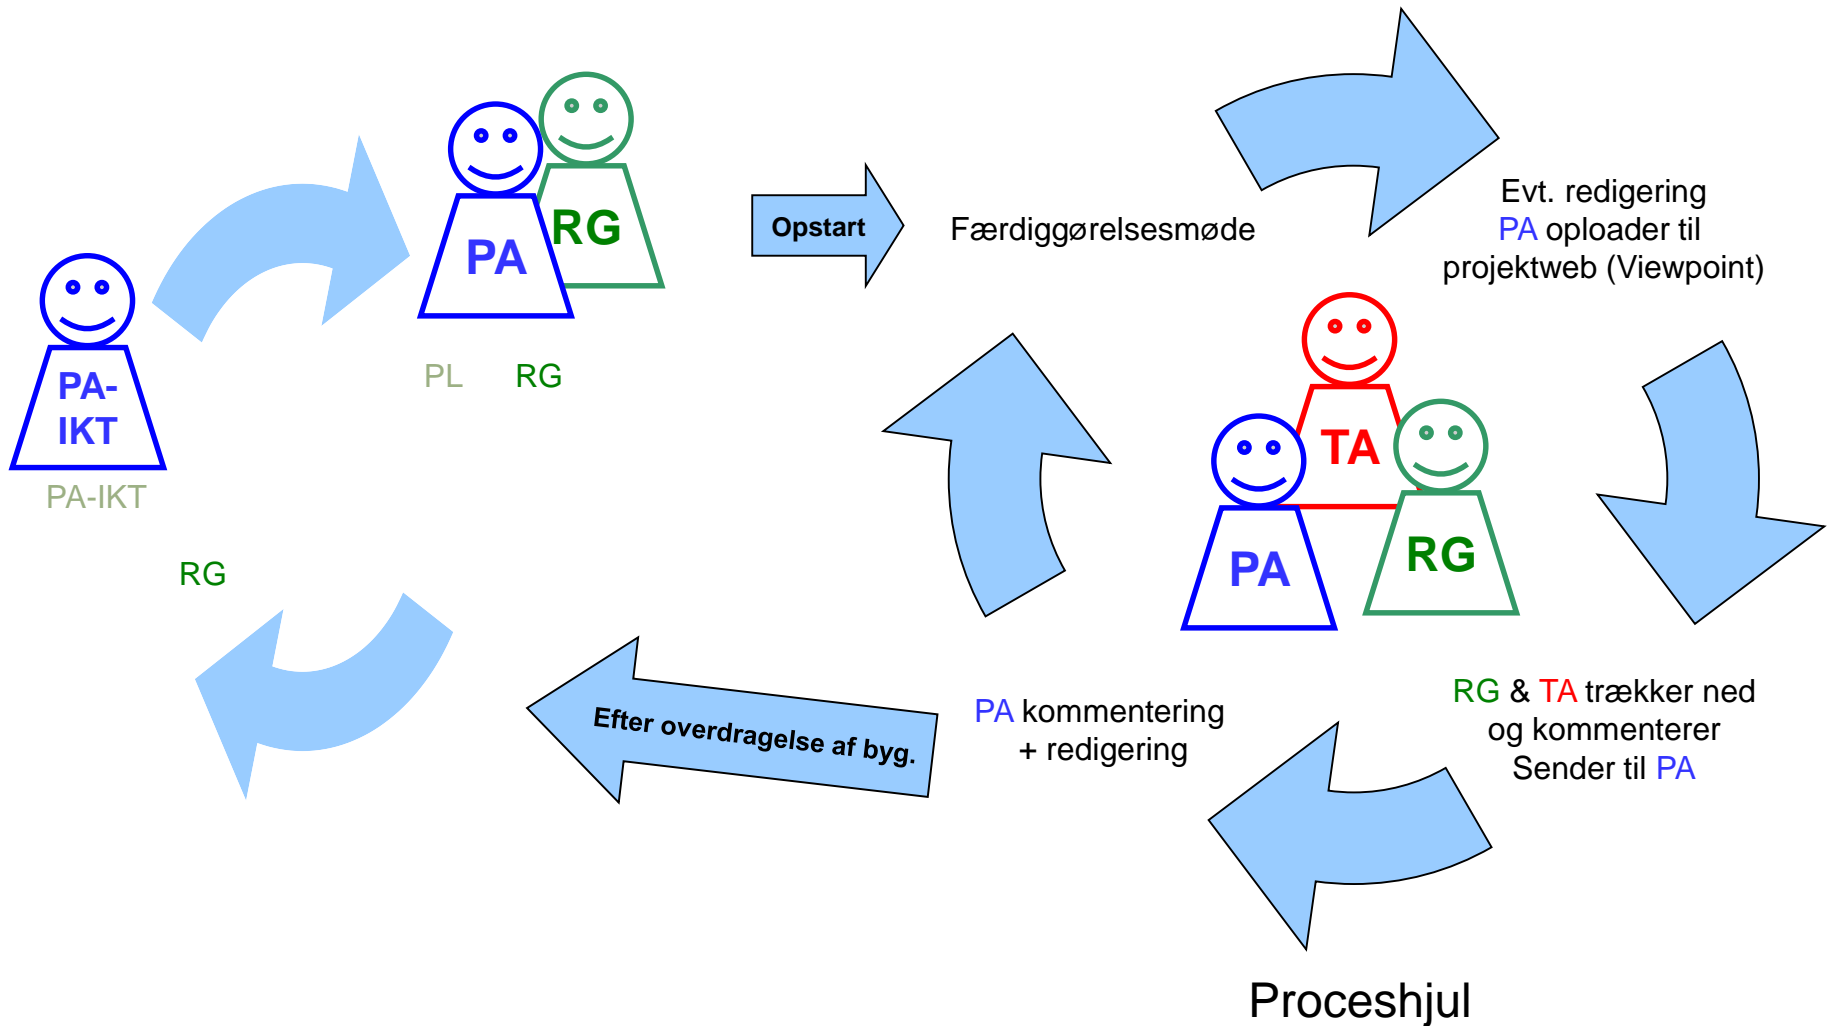 PA-
IKT
PA-IKT
RG
PA
RG
PL RG
Opstart
Færdiggørelsesmøde
Evt. redigering
PA oploader til
projektweb (Viewpoint)
TA
PA
RG
RG & TA trækker ned
og kommenterer
Sender til PA
PA kommentering
+ redigering
Efter overdragelse af byg.
Proceshjul